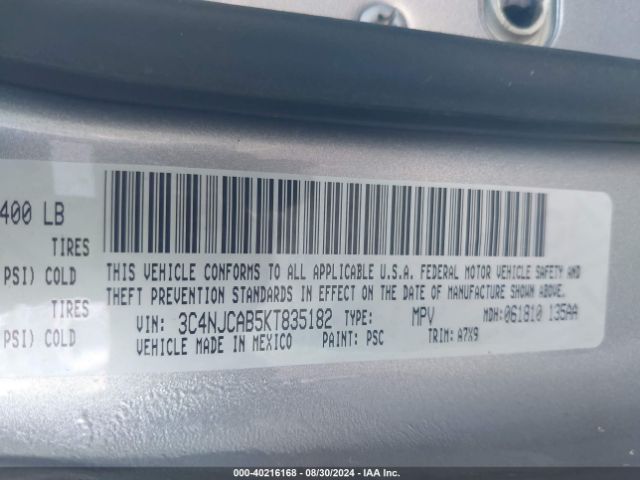 400 LB
TIRES
PSI) COLD
TIRES
PSI) COLD
THIS VEHICLE CONFORMS TO ALL APPLICABLE U.S.A. FEDERAL MOTOR VEHICLE SAFETY AND
THEFT PREVENTION STANDARDS IN EFFECT ON THE DATE OF MANUFACTURE SHOWN ABOVE.
VIN: 3C4NJCAB5KT835182 TYPE: MPV MDH:061810 135AA
VEHICLE MADE IN MEXICO PAINT: PSC TRIM: A7X9
000-40216168 - 08/30/2024 - IAA Inc.